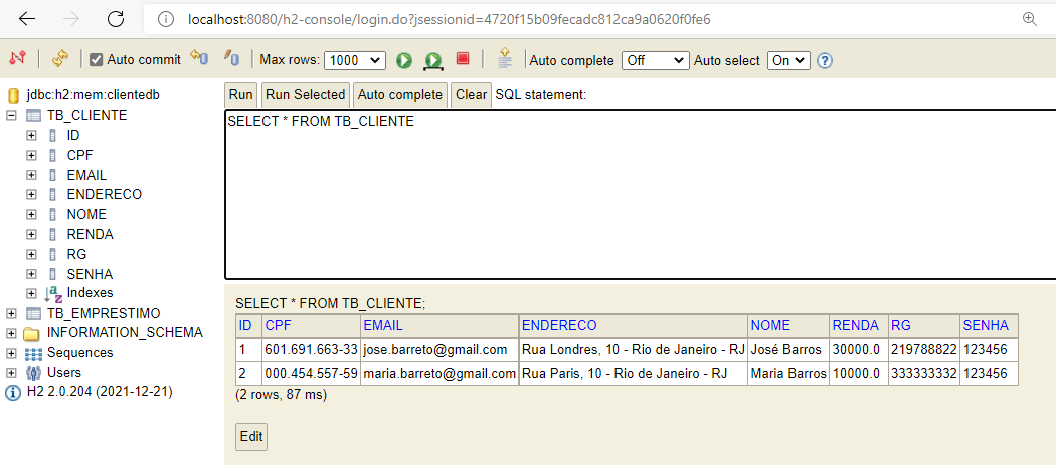 localhost:8080/h2-console/login.do?jsessionid=4720f15b09fecadc812ca9a0620f0fe6
Auto commit Max rows: 1000 Auto complete Off Auto select On
jdbc:h2:mem:clientedb
TB_CLIENTE
ID
CPF
EMAIL
ENDERECO
NOME
RENDA
RG
SENHA
Indexes
TB_EMPRESTIMO
INFORMATION_SCHEMA
Sequences
Users
H2 2.0.204 (2021-12-21)
Run Run Selected Auto complete Clear SQL statement:
SELECT * FROM TB_CLIENTE
SELECT * FROM TB_CLIENTE;
ID CPF EMAIL ENDERECO NOME RENDA RG SENHA
1 601.691.663-33 jose.barreto@gmail.com Rua Londres, 10 - Rio de Janeiro - RJ José Barros 30000.0 219788822 123456
2 000.454.557-59 maria.barreto@gmail.com Rua Paris, 10 - Rio de Janeiro - RJ Maria Barros 10000.0 333333332 123456
(2 rows, 87 ms)
Edit